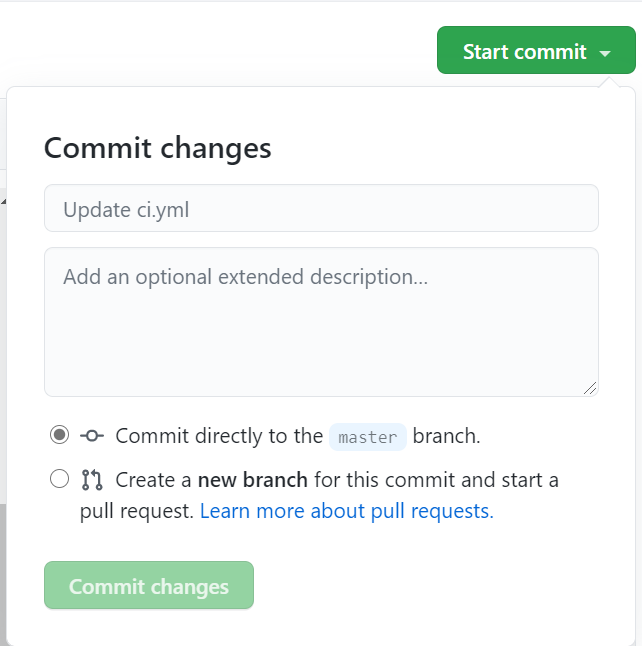 Start commit
Commit changes
Update ci.yml
Add an optional extended description...
Commit directly to the master branch.
Create a new branch for this commit and start a
pull request. Learn more about pull requests.
Commit changes